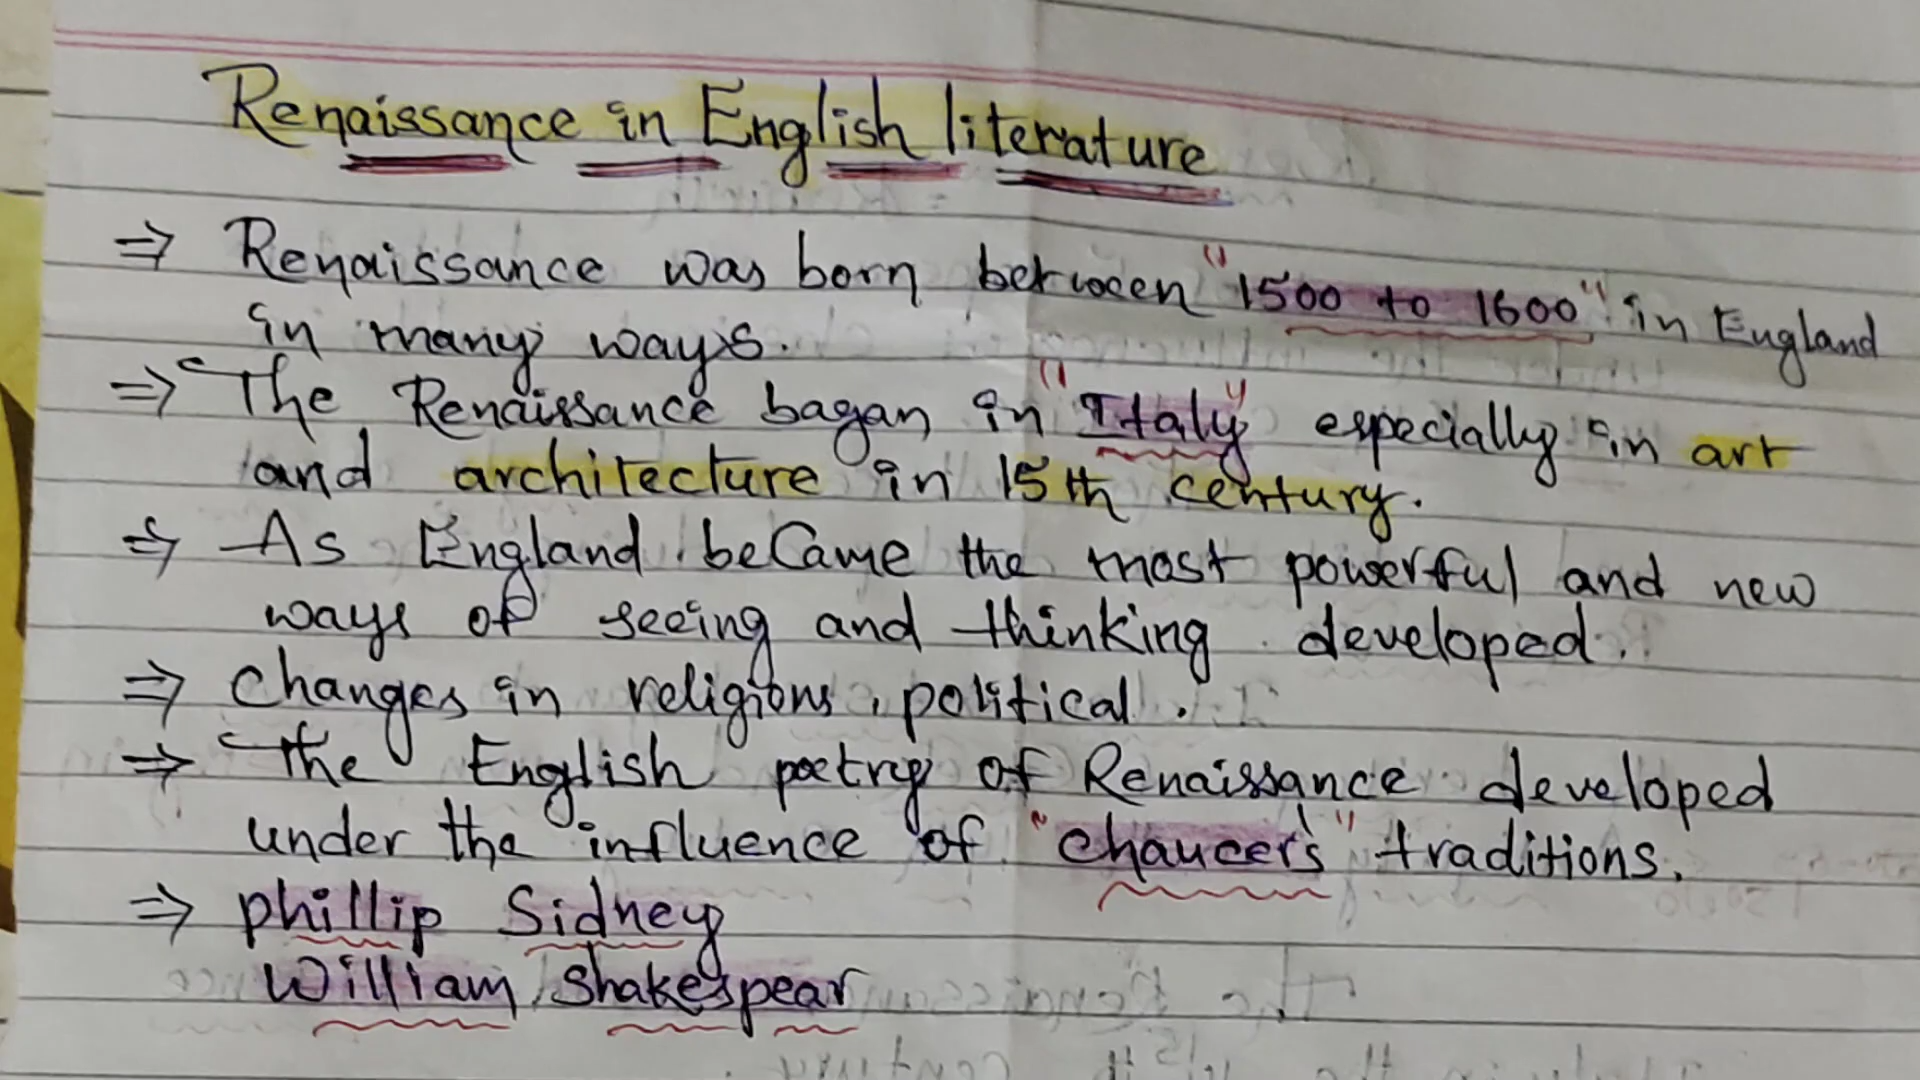 Renaissance in English literature
⇒ Renaissance was born between "1500 to 1600" in England
in many ways.
⇒ The Renaissance bagan in "Italy" especially in art
and architecture in 15th century.
⇒ As England became the most powerful and new
ways of seeing and thinking developed.
⇒ changes in religions, political.
⇒ The English poetry of Renaissance developed
under the influence of "chaucer's" traditions.
⇒ phillip Sidney
William Shakespear